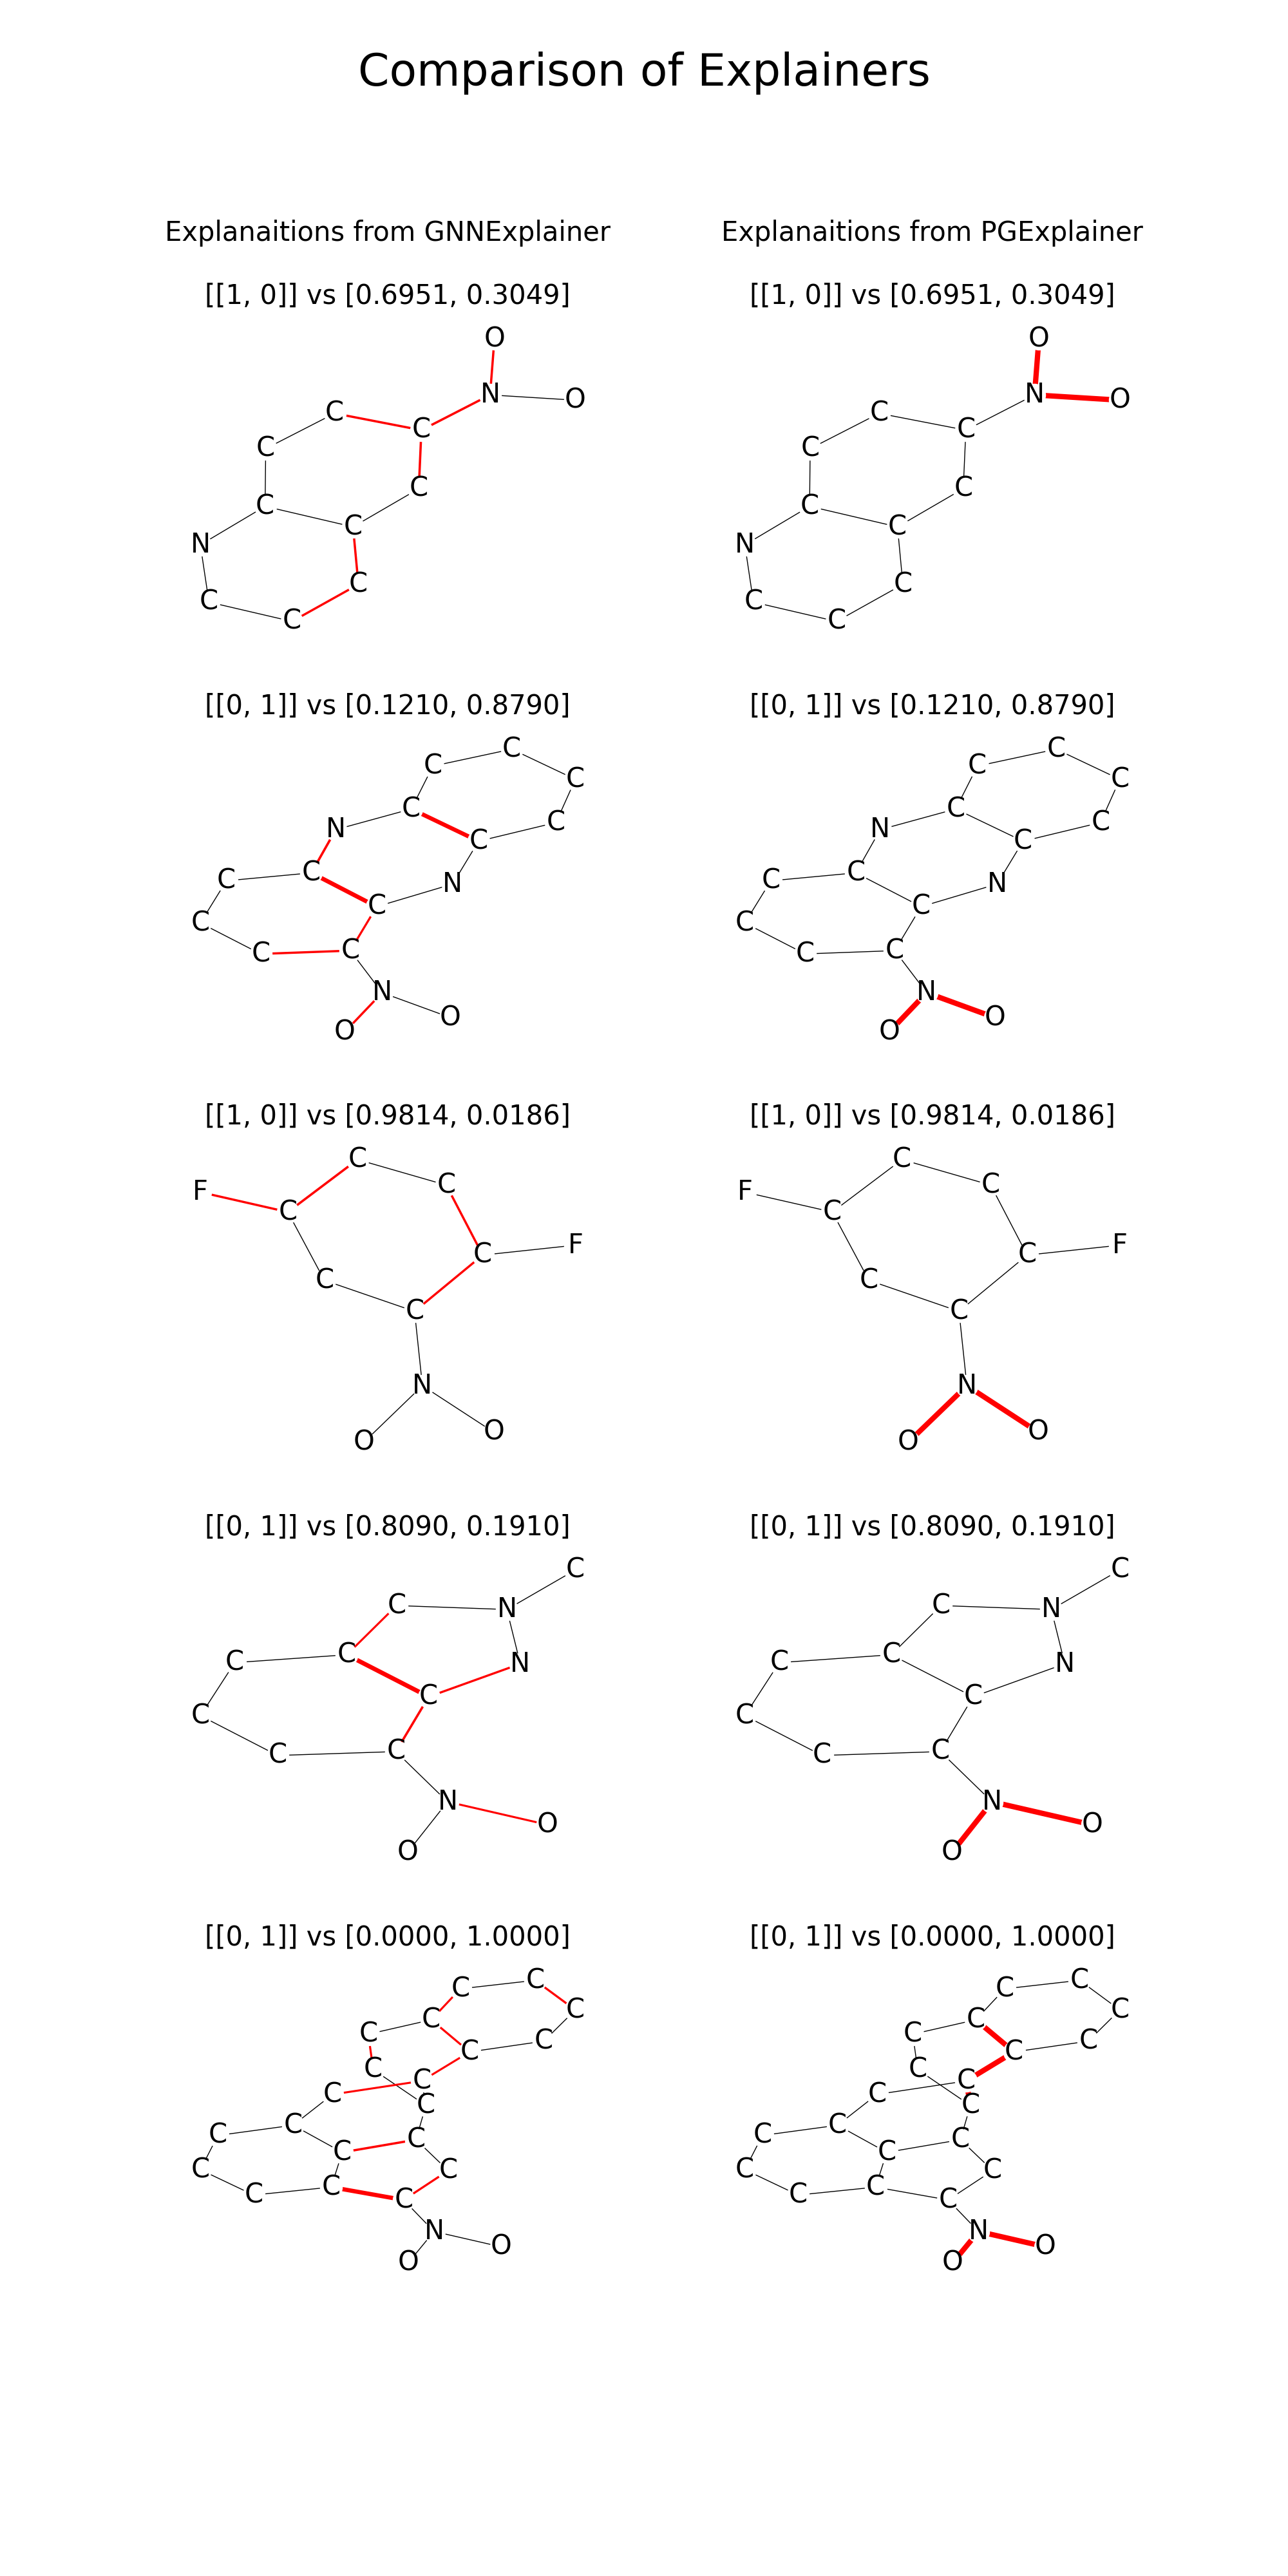 Comparison of Explainers
Explanaitions from GNNExplainer Explanaitions from PGExplainer
[[1, 0]] vs [0.6951, 0.3049] [[1, 0]] vs [0.6951, 0.3049]
O O
N O N O
C C C C
C C
C C
C C C C
N N
C C
C C
C C
[[0, 1]] vs [0.1210, 0.8790] [[0, 1]] vs [0.1210, 0.8790]
C C
C C C C
C C
N C C N C C
C C
C C N C C N
C C C C
C C C C
N N
O O O O
[[1, 0]] vs [0.9814, 0.0186] [[1, 0]] vs [0.9814, 0.0186]
C C
F C F C
C C
C F C F
C C
C C
N N
O O O O
[[0, 1]] vs [0.8090, 0.1910] [[0, 1]] vs [0.8090, 0.1910]
C C
C N C N
C C N C C N
C C
C C
C C C C
N O N O
O O
[[0, 1]] vs [0.0000, 1.0000] [[0, 1]] vs [0.0000, 1.0000]
C C C C
C C
C C C C
C C C C
C C
C C C C
C C
C C C C
C C C C
C C C C
C C C C
N N
O O O O